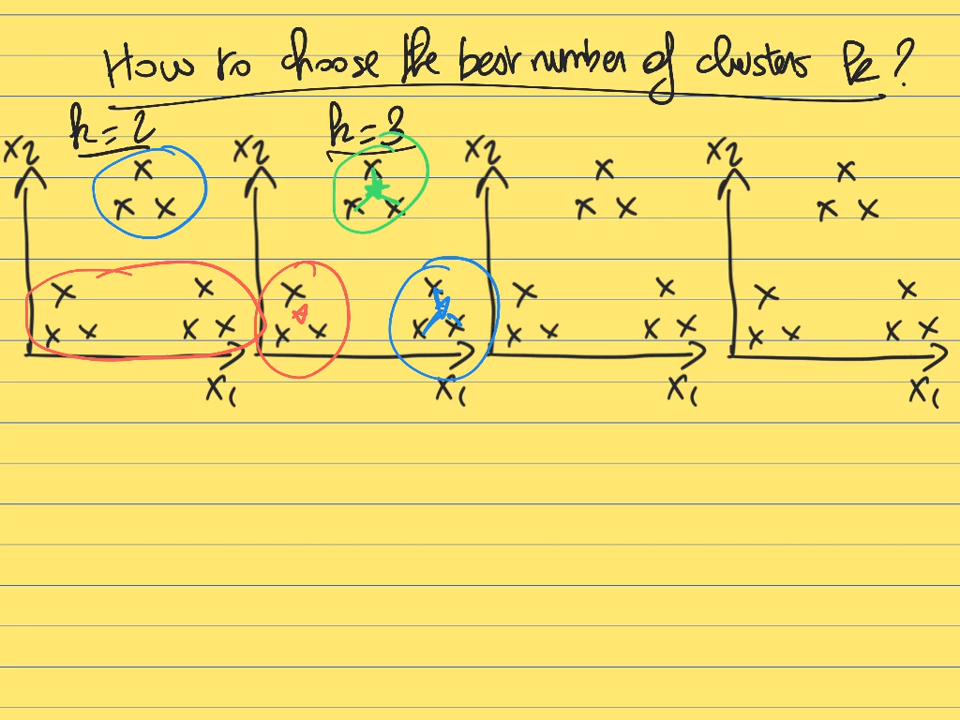 How to choose the best number of clusters k?
k=2 k=3
x2 x2 x2 x2
x x x x
x x x x x x x x
x x x x x x x x
x x x x x x x x x x x x x x x x
x1 x1 x1 x1